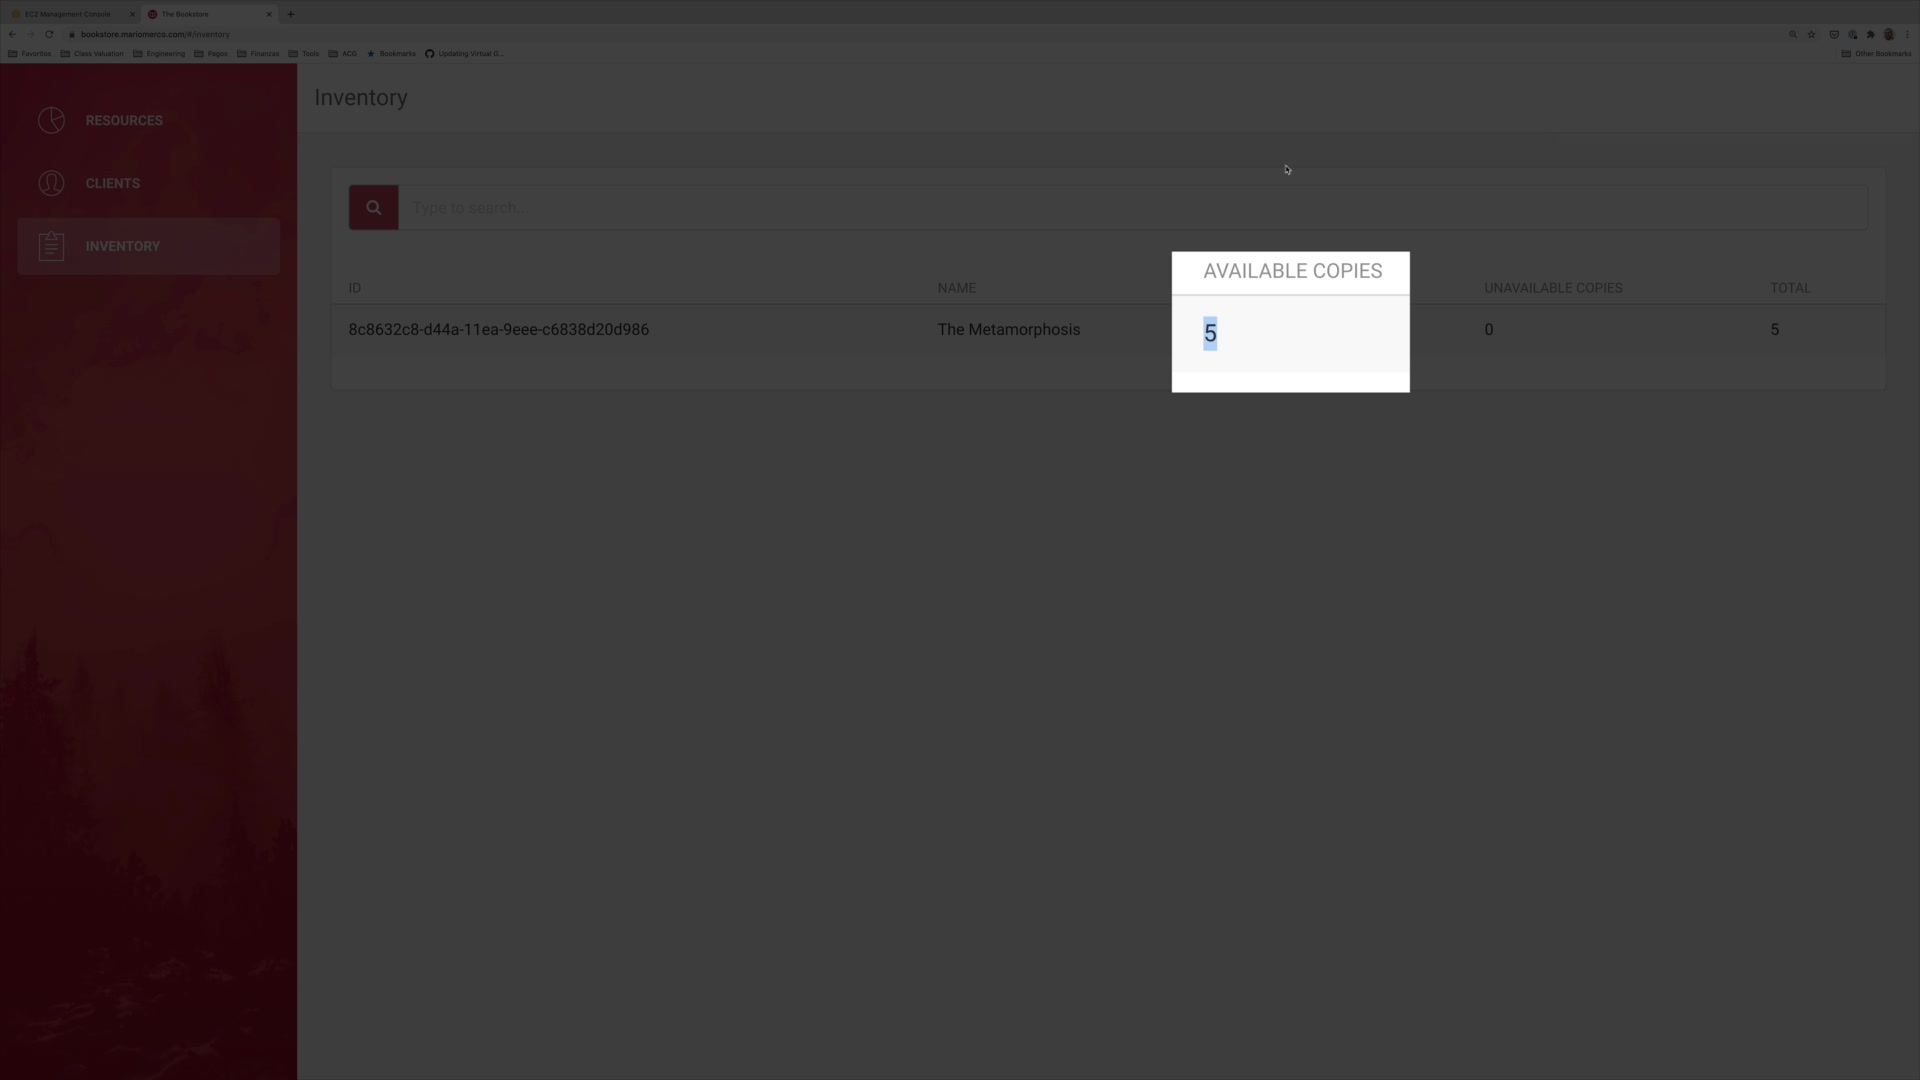 EC2 Management Console
The Bookstore
bookstore.mariomerco.com/#/inventory
Favoritos Class Valuation Engineering Pagos Finanzas Tools ACG Bookmarks Updating Virtual G... Other Bookmarks
RESOURCES
CLIENTS
INVENTORY
Inventory
Type to search...
ID NAME AVAILABLE COPIES UNAVAILABLE COPIES TOTAL
8c8632c8-d44a-11ea-9eee-c6838d20d986 The Metamorphosis 5 0 5